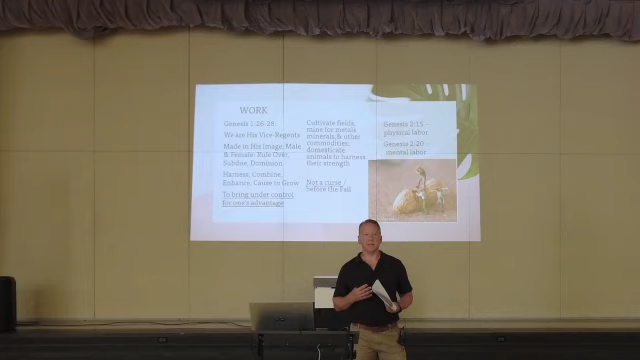 WORK
Genesis 1:26-28:
We are His Vice-Regents
Made in His Image, Male
& Female: Rule Over,
Subdue, Dominion.
Harness, Combine,
Enhance, Cause to Grow
To bring under control
for one's advantage
Cultivate fields,
mine for metals
minerals,& other
commodities,
domesticate
animals to harness
their strength
Not a curse /
before the Fall
Genesis 2:15 –
physical labor
Genesis 2:20 –
mental labor